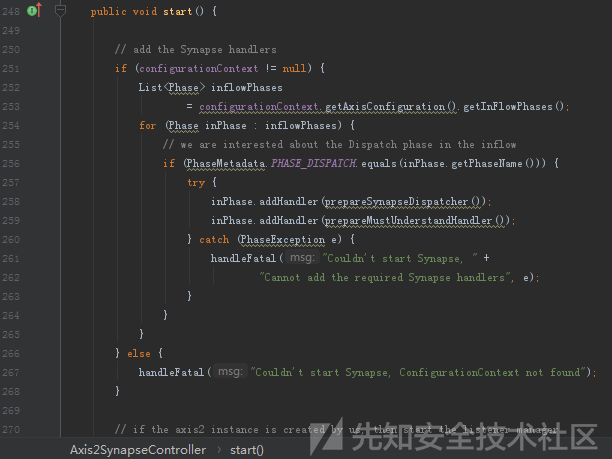 248 public void start() {
249
250 // add the Synapse handlers
251 if (configurationContext != null) {
252 List<Phase> inflowPhases
253 = configurationContext.getAxisConfiguration().getInFlowPhases();
254 for (Phase inPhase : inflowPhases) {
255 // we are interested about the Dispatch phase in the inflow
256 if (PhaseMetadata.PHASE_DISPATCH.equals(inPhase.getPhaseName())) {
257 try {
258 inPhase.addHandler(prepareSynapseDispatcher());
259 inPhase.addHandler(prepareMustUnderstandHandler());
260 } catch (PhaseException e) {
261 handleFatal( msg: "Couldn't start Synapse, " +
262 "Cannot add the required Synapse handlers", e);
263 }
264 }
265 }
266 } else {
267 handleFatal( msg: "Couldn't start Synapse, ConfigurationContext not found");
268 }
269
270 // if the axis2 instance is created by us, then start the listener manager
Axis2SynapseController › start()
先知安全技术社区